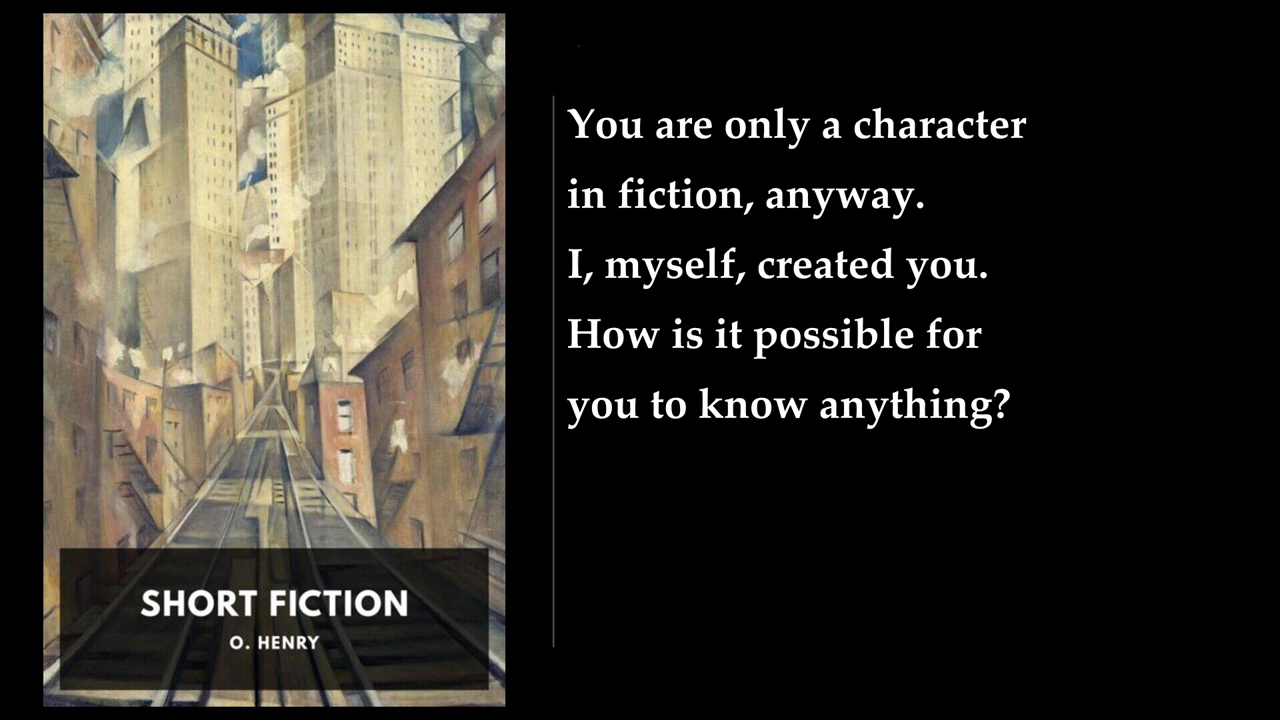 You are only a character
in fiction, anyway.
I, myself, created you.
How is it possible for
you to know anything?
SHORT FICTION
O. HENRY